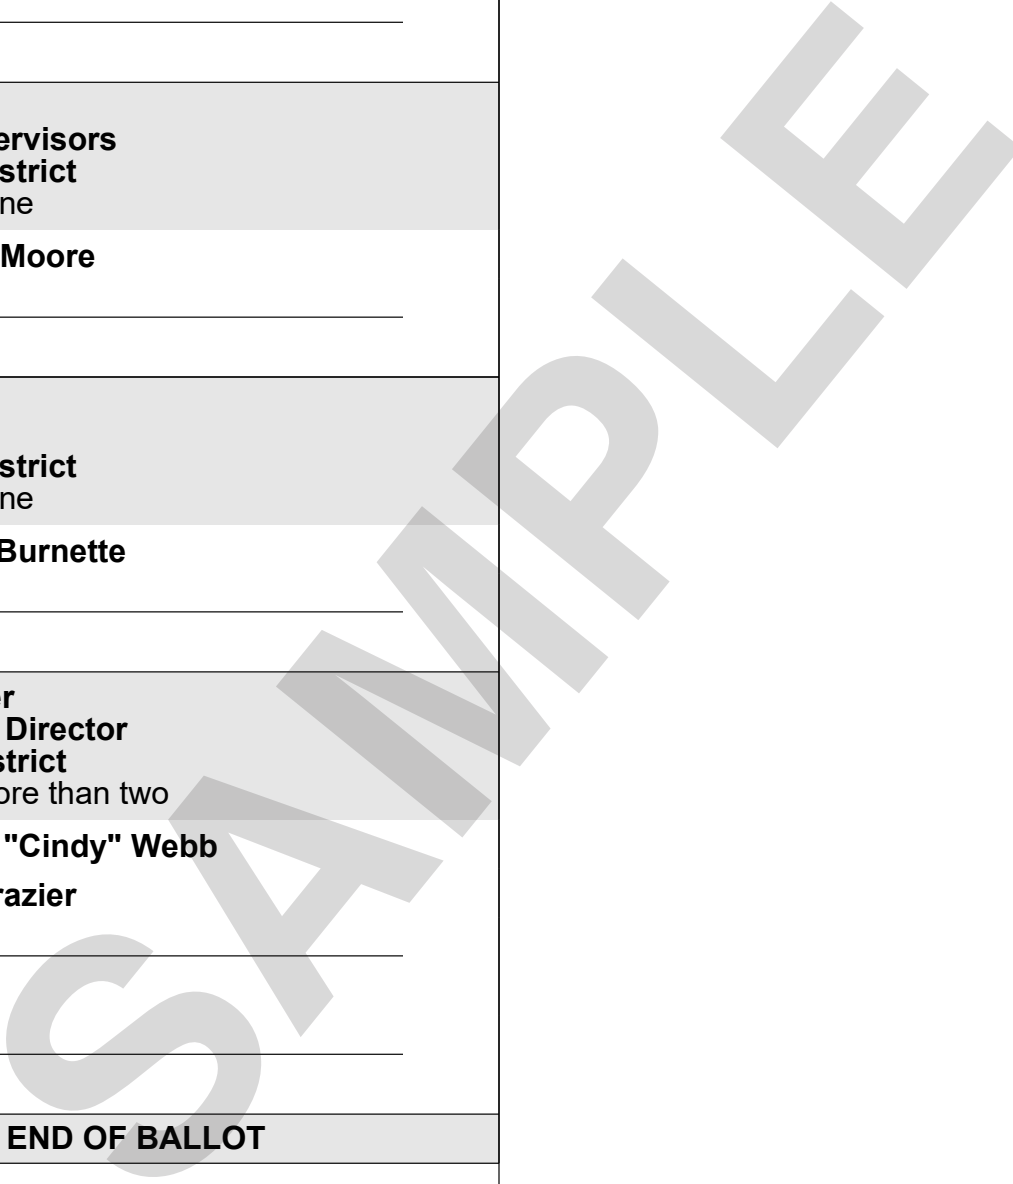 ervisors
strict
ne
Moore
strict
ne
Burnette
er
Director
strict
ore than two
"Cindy" Webb
razier
END OF BALLOT
SAMPLE